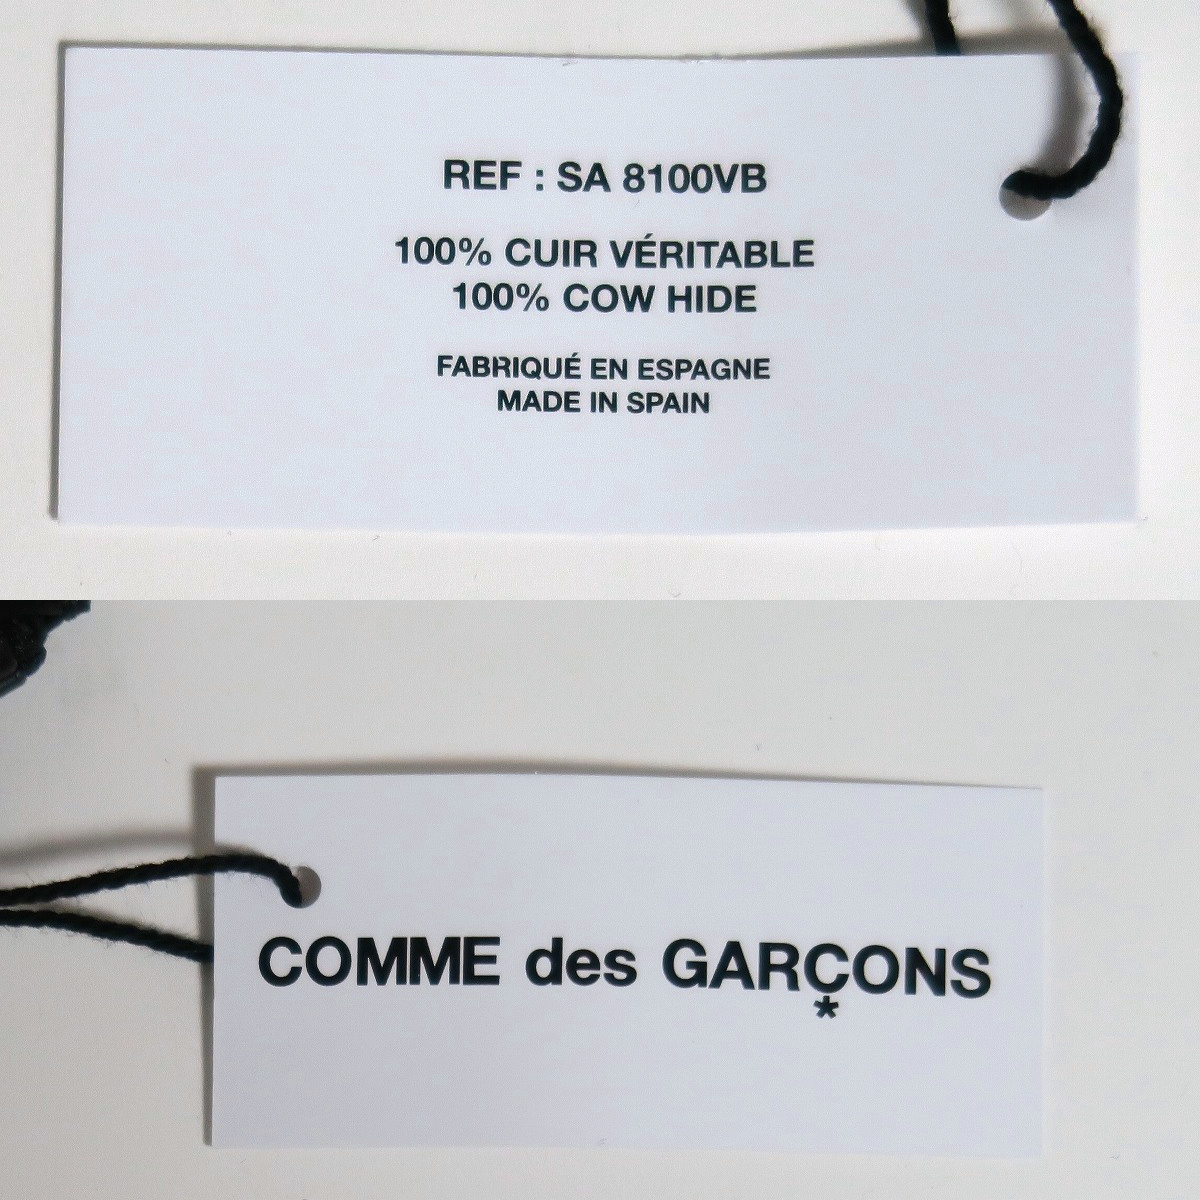 REF : SA 8100VB
100% CUIR VÉRITABLE
100% COW HIDE
FABRIQUÉ EN ESPAGNE
MADE IN SPAIN
COMME des GARÇONS
*